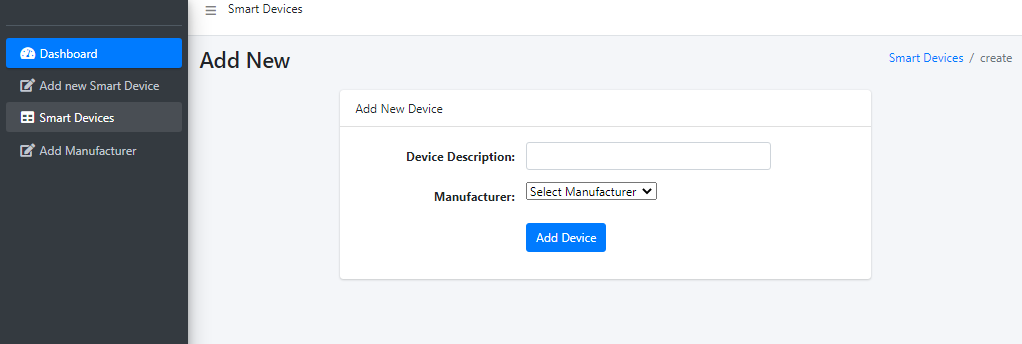 Smart Devices
Dashboard
Add new Smart Device
Smart Devices
Add Manufacturer
Add New
Smart Devices / create
Add New Device
Device Description:
Manufacturer: Select Manufacturer
Add Device